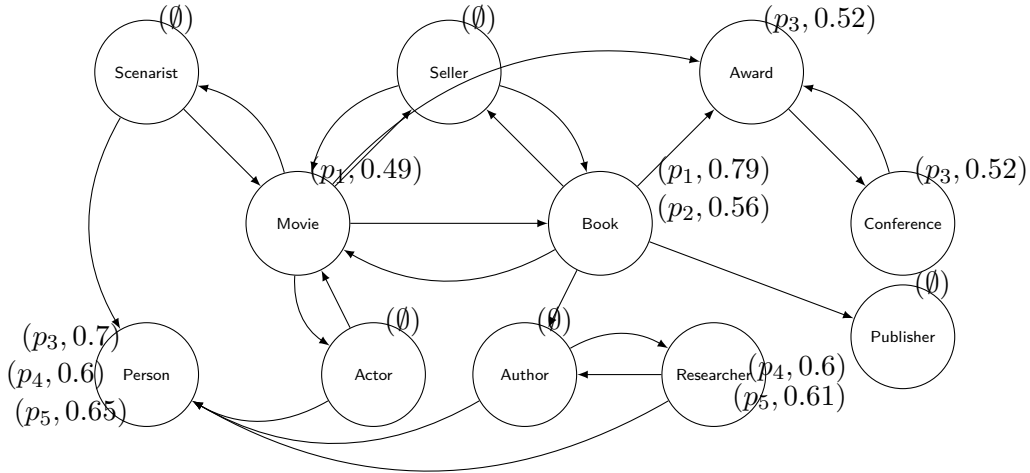 (∅)
(∅)
(p₃, 0.52)
Scenarist
Seller
Award
(p₁, 0.49)
(p₁, 0.79)
(p₃, 0.52)
(p₂, 0.56)
Movie
Book
Conference
(∅)
(∅)
(∅)
(p₃, 0.7)
Publisher
(p₄, 0.6)
Person
Actor
Author
Researcher
(p₄, 0.6)
(p₅, 0.61)
(p₅, 0.65)